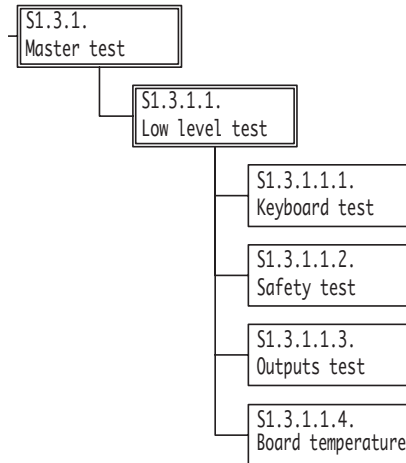 S1.3.1.
Master test
S1.3.1.1.
Low level test
S1.3.1.1.1.
Keyboard test
S1.3.1.1.2.
Safety test
S1.3.1.1.3.
Outputs test
S1.3.1.1.4.
Board temperature